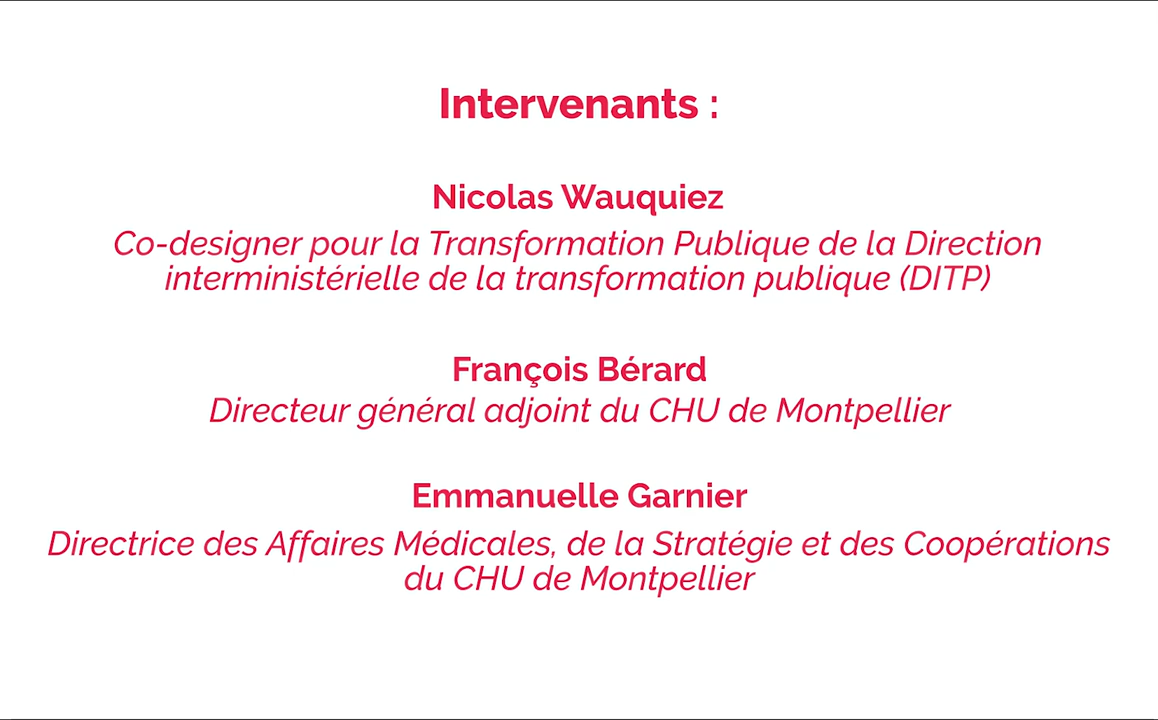 Intervenants :
Nicolas Wauquiez
Co-designer pour la Transformation Publique de la Direction
interministérielle de la transformation publique (DITP)
François Bérard
Directeur général adjoint du CHU de Montpellier
Emmanuelle Garnier
Directrice des Affaires Médicales, de la Stratégie et des Coopérations
du CHU de Montpellier